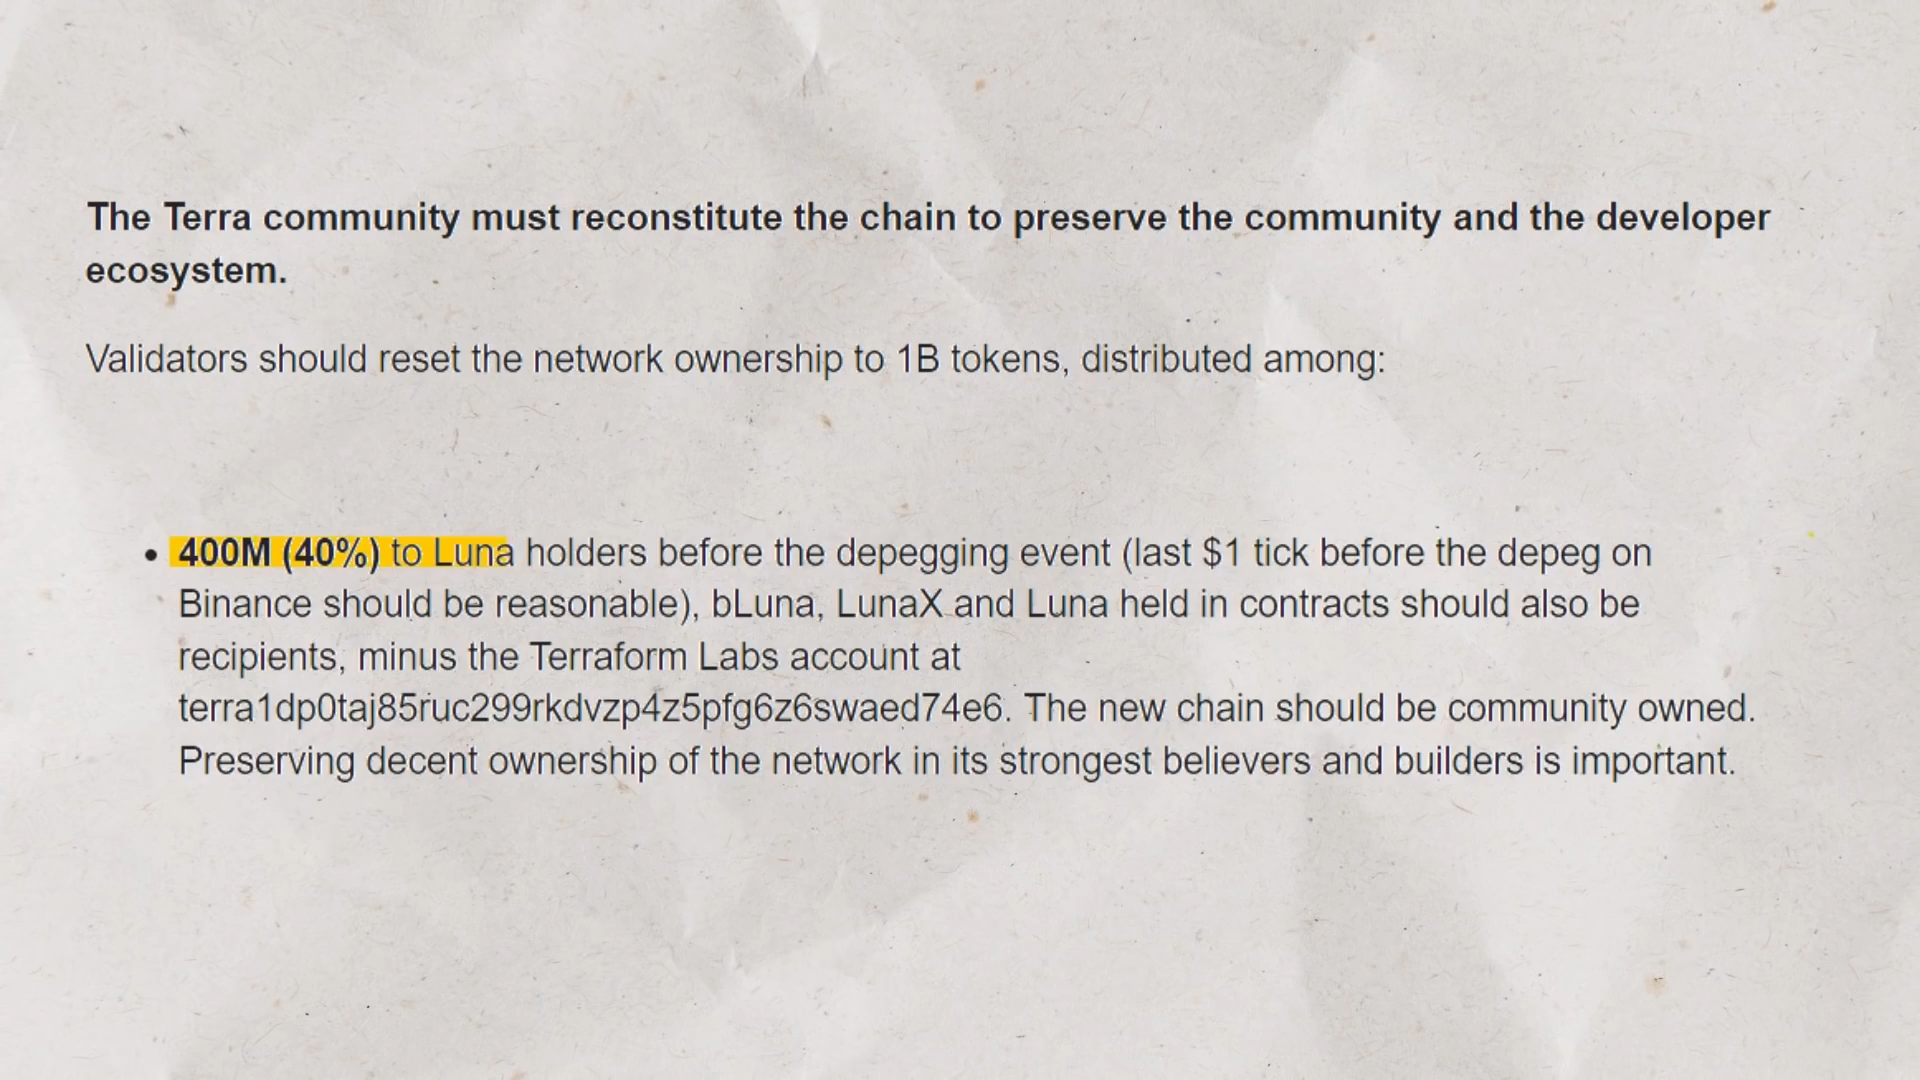 The Terra community must reconstitute the chain to preserve the community and the developer
ecosystem.
Validators should reset the network ownership to 1B tokens, distributed among:
• 400M (40%) to Luna holders before the depegging event (last $1 tick before the depeg on
Binance should be reasonable), bLuna, LunaX and Luna held in contracts should also be
recipients, minus the Terraform Labs account at
terra1dp0taj85ruc299rkdvzp4z5pfg6z6swaed74e6. The new chain should be community owned.
Preserving decent ownership of the network in its strongest believers and builders is important.